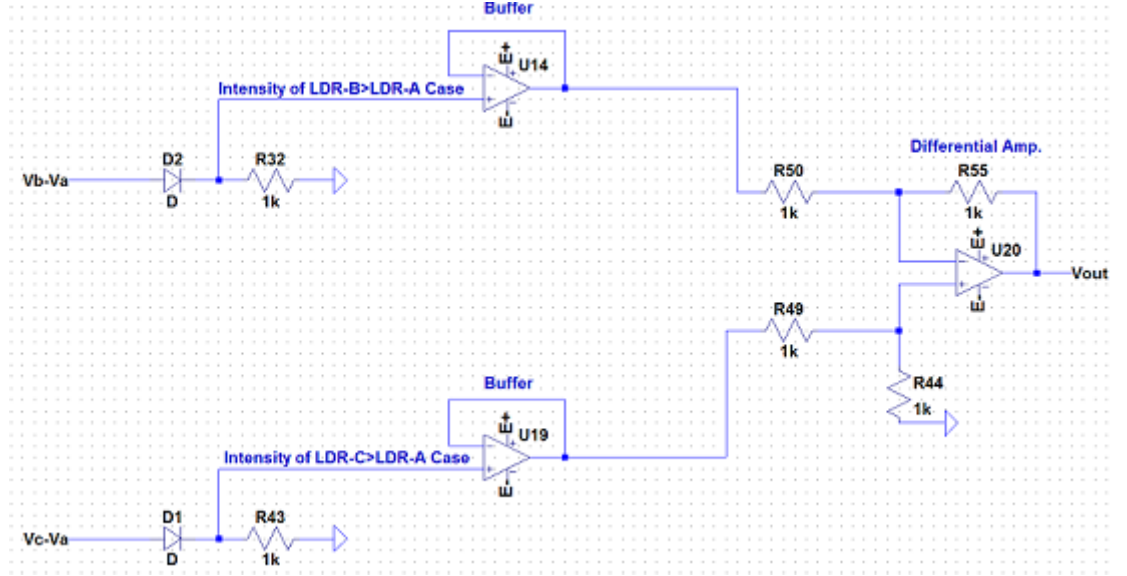 Buffer
E+
U14
Intensity of LDR-B>LDR-A Case
E-
Differential Amp.
D2
R32
R50
R55
Vb-Va
D
1k
1k
1k
E+
U20
Vout
E-
R49
1k
Buffer
R44
1k
E+
U19
Intensity of LDR-C>LDR-A Case
E-
D1
R43
Vc-Va
D
1k